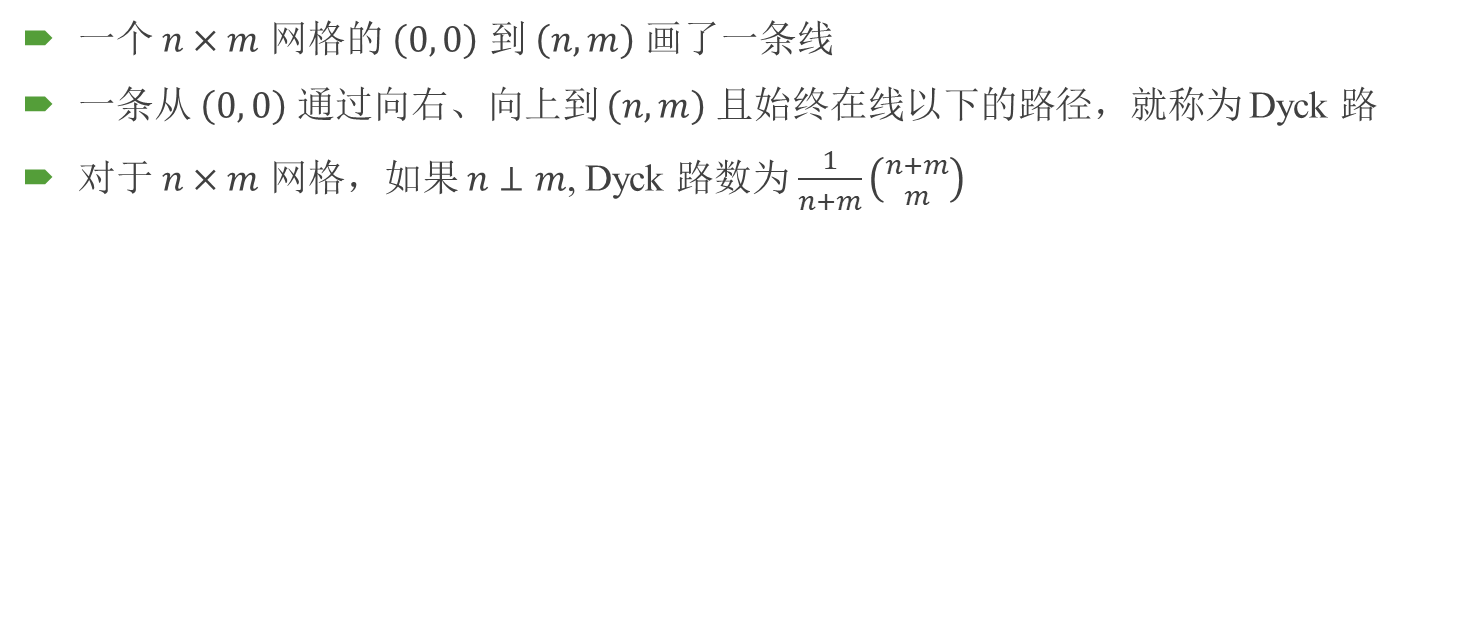 一个 n × m 网格的 (0, 0) 到 (n, m) 画了一条线
一条从 (0, 0) 通过向右、向上到 (n, m) 且始终在线以下的路径，就称为 Dyck 路
对于 n × m 网格，如果 n ⊥ m, Dyck 路数为 \frac{1}{n+m}\binom{n+m}{m}